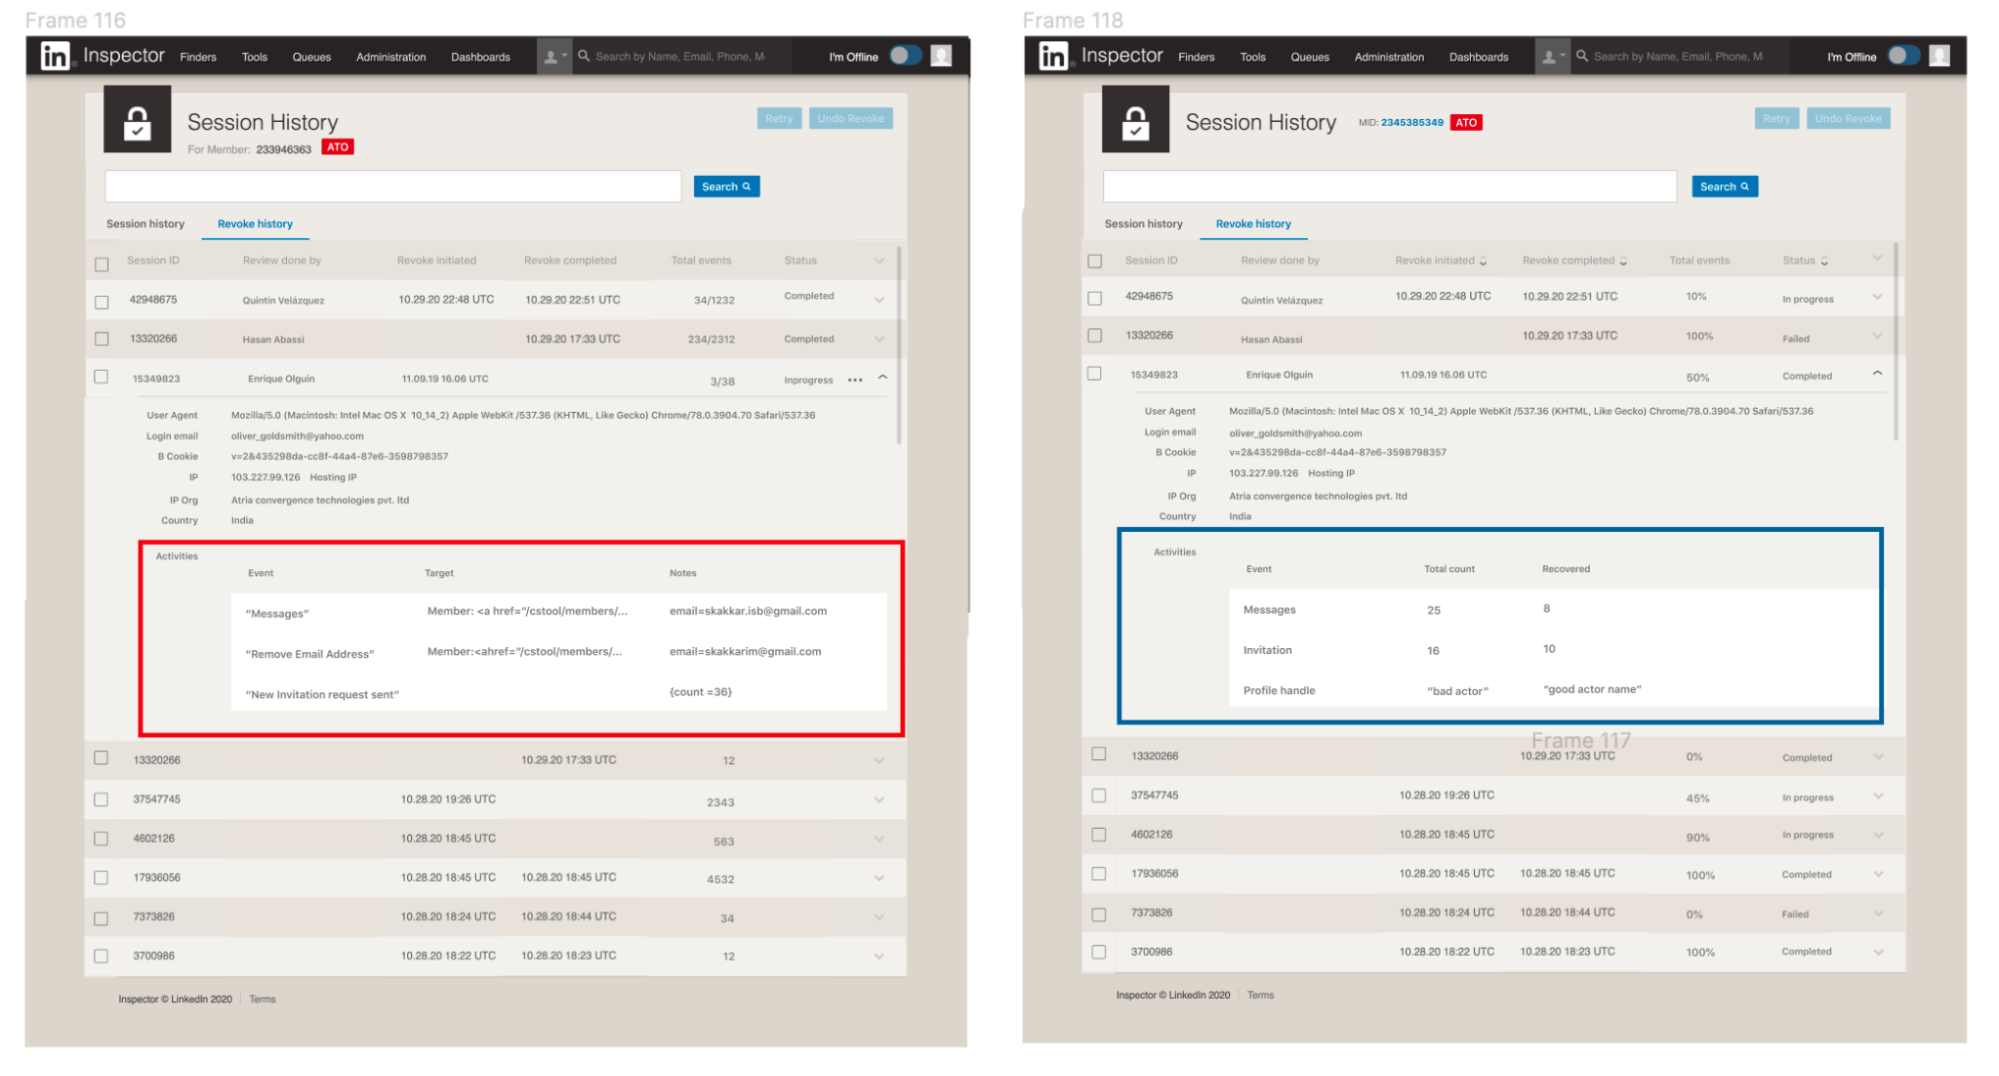 Frame 116
in Inspector Finders Tools Queues Administration Dashboards Search by Name, Email, Phone, M I'm Offline
Session History
For Member: 233946363 ATO
Retry Undo Revoke
Search
Session history Revoke history
Session ID Review done by Revoke initiated Revoke completed Total events Status
42948675 Quintin Velázquez 10.29.20 22:48 UTC 10.29.20 22:51 UTC 34/1232 Completed
13320266 Hasan Abassi 10.29.20 17:33 UTC 234/2312 Completed
15349823 Enrique Olguin 11.09.19 16.06 UTC 3/38 Inprogress •••
User Agent Mozilla/5.0 (Macintosh: Intel Mac OS X 10_14_2) Apple WebKit /537.36 (KHTML, Like Gecko) Chrome/78.0.3904.70 Safari/537.36
Login email oliver_goldsmith@yahoo.com
B Cookie v=2&435298da-cc8f-44a4-87e6-3598798357
IP 103.227.99.126 Hosting IP
IP Org Atria convergence technologies pvt. ltd
Country India
Activities
Event Target Notes
"Messages" Member: <a href="/cstool/members/... email=skakkar.isb@gmail.com
"Remove Email Address" Member:<ahref="/cstool/members/... email=skakkarim@gmail.com
"New Invitation request sent" {count =36}
13320266 10.29.20 17:33 UTC 12
37547745 10.28.20 19:26 UTC 2343
4602126 10.28.20 18:45 UTC 563
17936056 10.28.20 18:45 UTC 10.28.20 18:45 UTC 4532
7373826 10.28.20 18:24 UTC 10.28.20 18:44 UTC 34
3700986 10.28.20 18:22 UTC 10.28.20 18:23 UTC 12
Inspector © LinkedIn 2020 | Terms
Frame 118
in Inspector Finders Tools Queues Administration Dashboards Search by Name, Email, Phone, M I'm Offline
Session History MID: 2345385349 ATO
Retry Undo Revoke
Search
Session history Revoke history
Session ID Review done by Revoke initiated Revoke completed Total events Status
42948675 Quintin Velázquez 10.29.20 22:48 UTC 10.29.20 22:51 UTC 10% In progress
13320266 Hasan Abassi 10.29.20 17:33 UTC 100% Failed
15349823 Enrique Olguin 11.09.19 16.06 UTC 50% Completed
User Agent Mozilla/5.0 (Macintosh: Intel Mac OS X 10_14_2) Apple WebKit /537.36 (KHTML, Like Gecko) Chrome/78.0.3904.70 Safari/537.36
Login email oliver_goldsmith@yahoo.com
B Cookie v=2&435298da-cc8f-44a4-87e6-3598798357
IP 103.227.99.126 Hosting IP
IP Org Atria convergence technologies pvt. ltd
Country India
Activities
Event Total count Recovered
Messages 25 8
Invitation 16 10
Profile handle "bad actor" "good actor name"
Frame 117
13320266 10.29.20 17:33 UTC 0% Completed
37547745 10.28.20 19:26 UTC 45% In progress
4602126 10.28.20 18:45 UTC 90% In progress
17936056 10.28.20 18:45 UTC 10.28.20 18:45 UTC 100% Completed
7373826 10.28.20 18:24 UTC 10.28.20 18:44 UTC 0% Failed
3700986 10.28.20 18:22 UTC 10.28.20 18:23 UTC 100% Completed
Inspector © LinkedIn 2020 | Terms